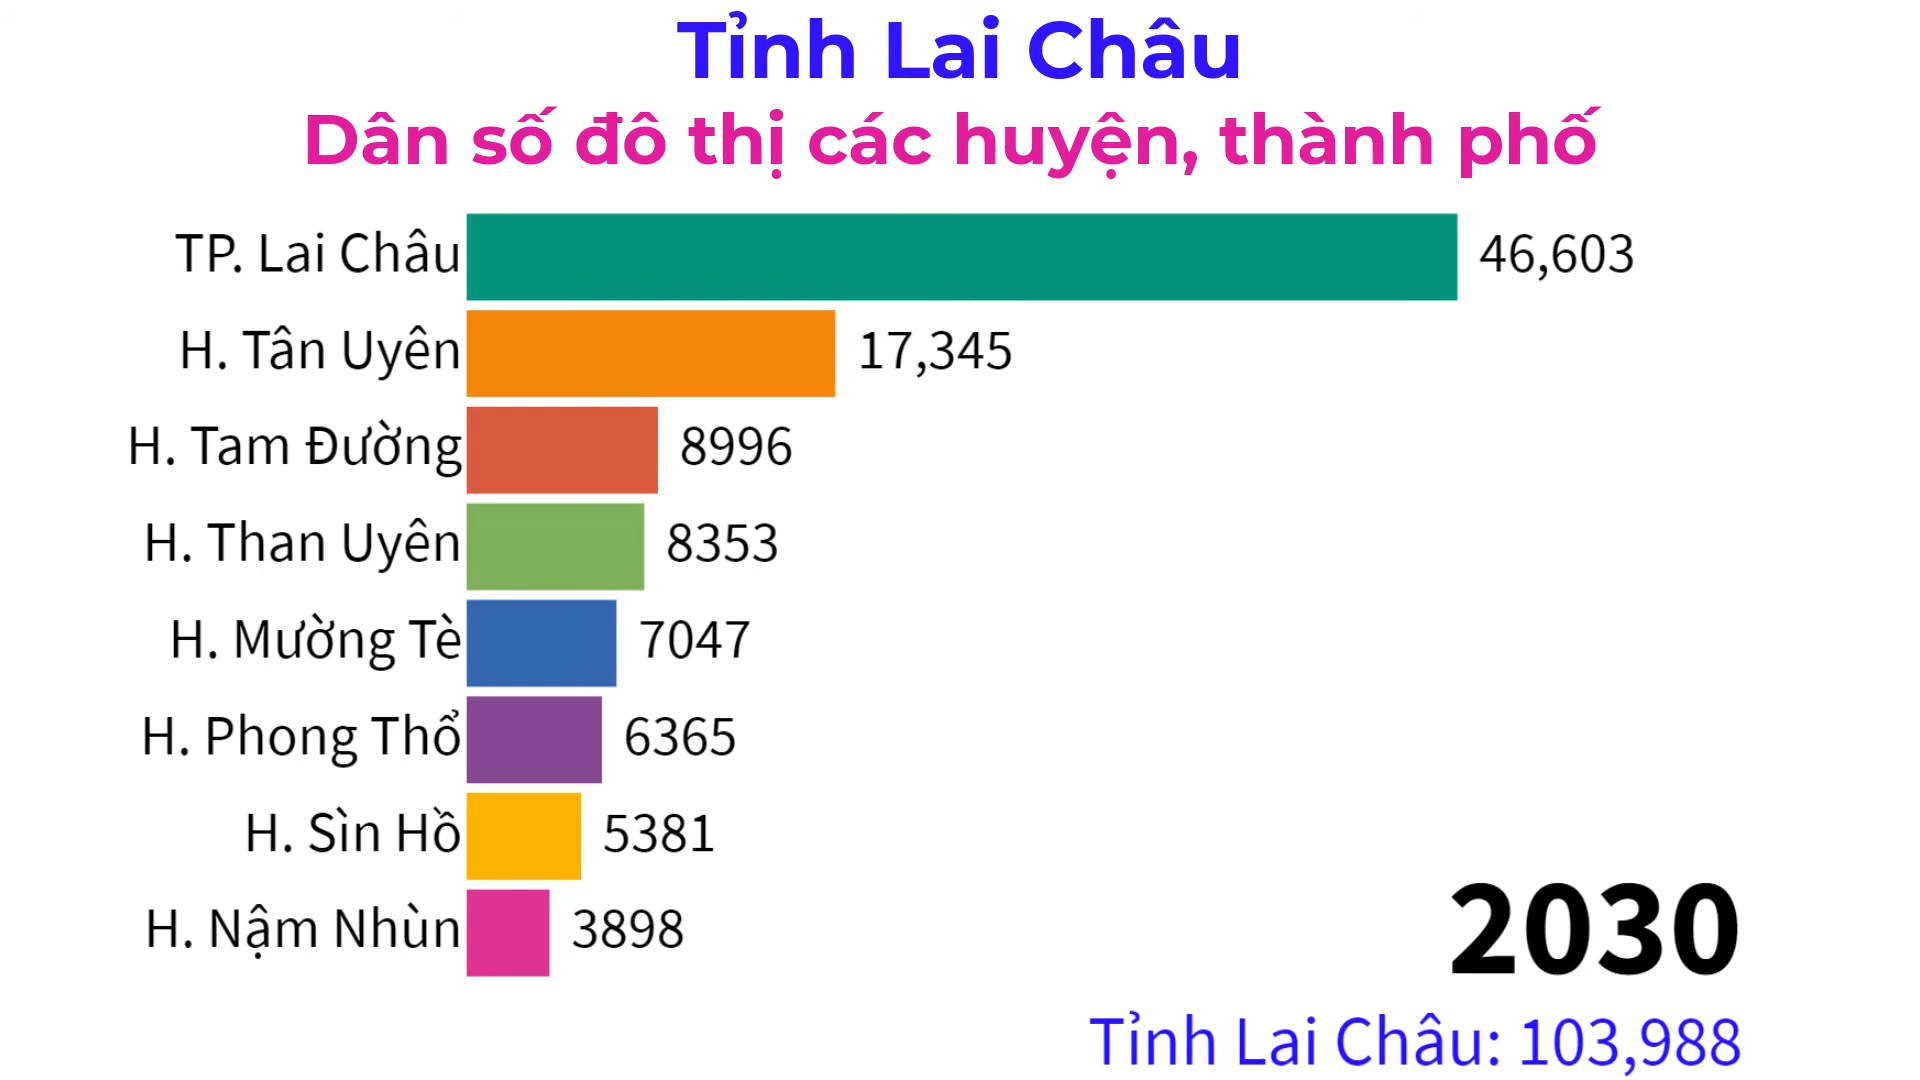 Tỉnh Lai Châu
Dân số đô thị các huyện, thành phố
TP. Lai Châu 46,603
H. Tân Uyên 17,345
H. Tam Đường 8996
H. Than Uyên 8353
H. Mường Tè 7047
H. Phong Thổ 6365
H. Sìn Hồ 5381
H. Nậm Nhùn 3898
2030
Tỉnh Lai Châu: 103,988